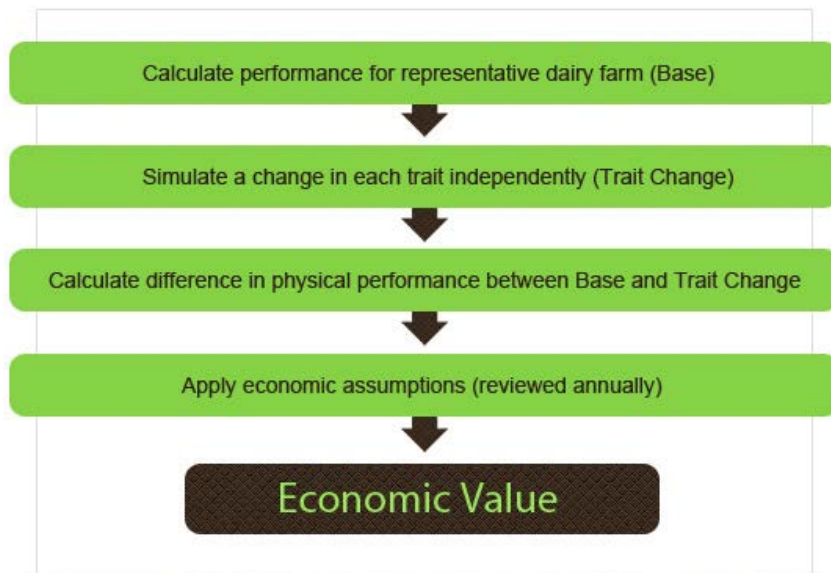 Calculate performance for representative dairy farm (Base)
Simulate a change in each trait independently (Trait Change)
Calculate difference in physical performance between Base and Trait Change
Apply economic assumptions (reviewed annually)
Economic Value